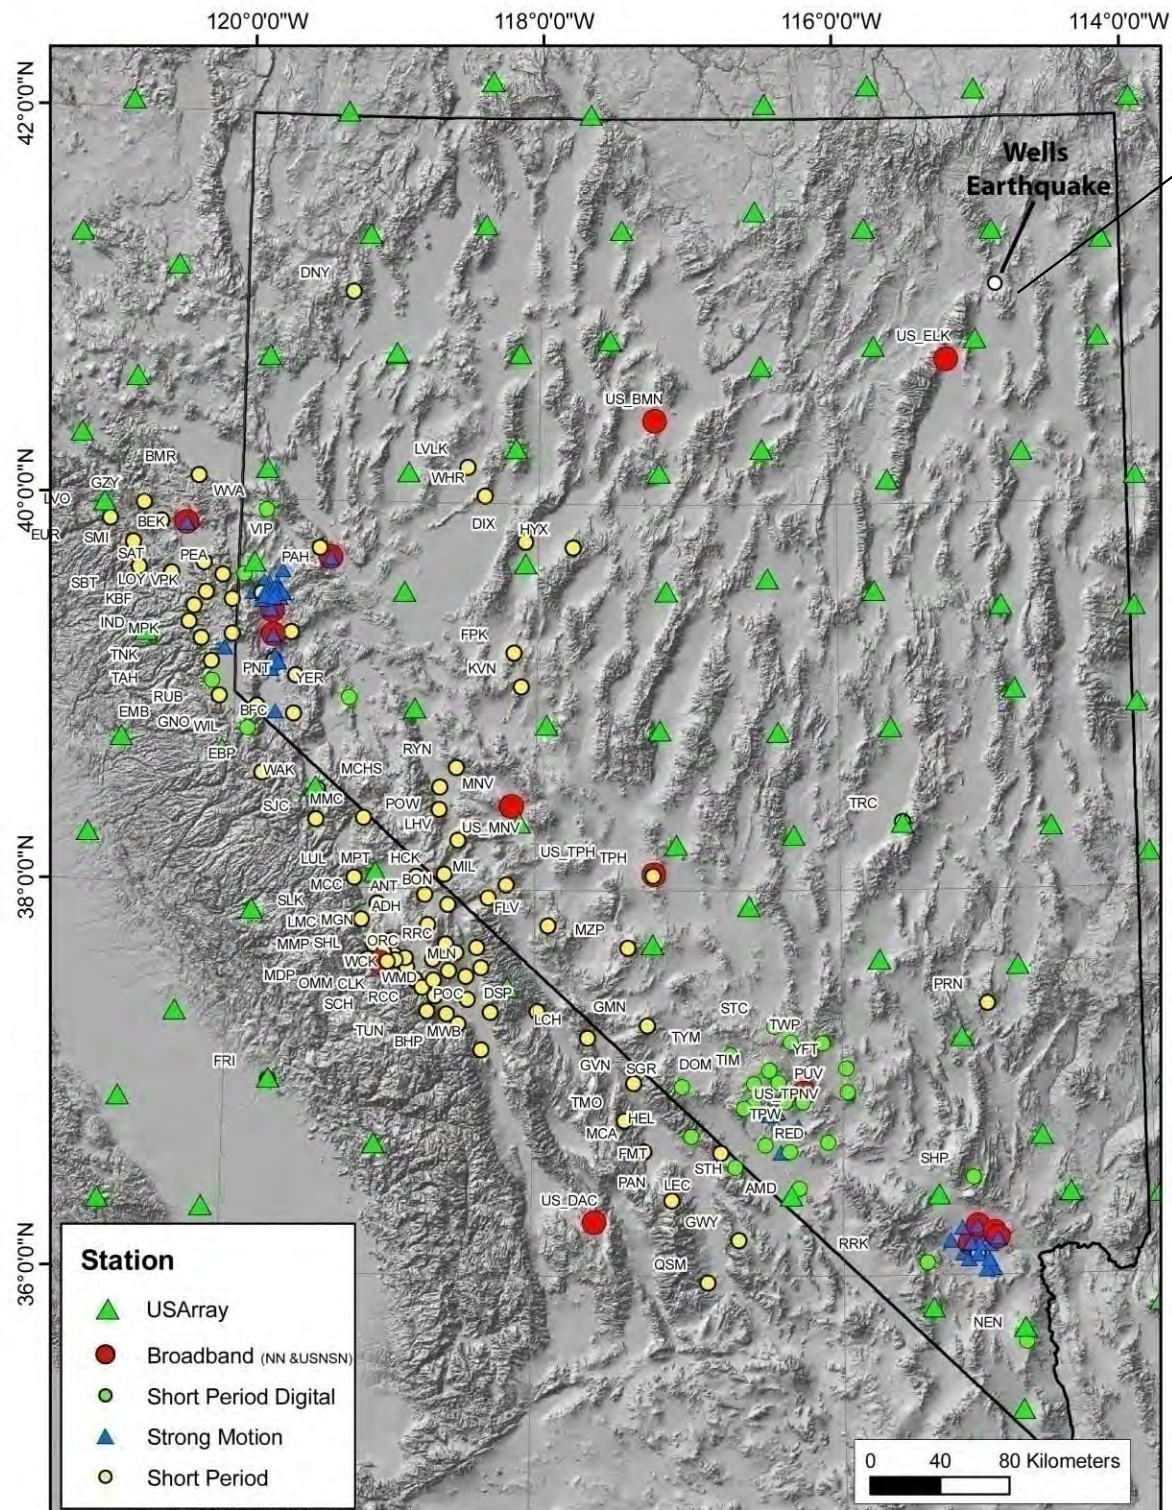 120°0'0"W 118°0'0"W 116°0'0"W 114°0'0"W
42°0'0"N
Wells
Earthquake
DNY
US_ELK
US_BMN
LVLK
BMR
WHR
GZY
WVA
LVO
40°0'0"N
BEK
DIX
HYX
VIP
EUR
SMI
SAT
PEA
PAH
SBT
LOY
VPK
KBF
IND
MPK
FPK
TNK
PNT
KVN
TAH
YER
RUB
EMB
BFC
GNO
WIL
EBP
RYN
WAK
MCHS
MNV
MMC
SJC
POW
TRC
LHV
US_MNV
LUL
MPT
HCK
US_TPH
TPH
MIL
MCC
ANT
BON
38°0'0"N
SLK
ADH
FLV
LMC
MGN
MZP
RRC
MMP
SHL
ORC
MLN
WCK
MDP
OMM
CLK
WMD
PRN
SCH
RCC
POC
DSP
GMN
STC
LCH
TUN
MWB
TWP
BHP
TYM
YFT
FRI
GVN
SGR
DOM
TIM
PUV
US_TPNV
TMO
HEL
TPW
MCA
RED
FMT
STH
SHP
PAN
LEC
AMD
US_DAC
GWY
RRK
36°0'0"N
QSM
NEN
Station
USArray
Broadband (NN &USNSN)
Short Period Digital
Strong Motion
Short Period
0 40 80 Kilometers